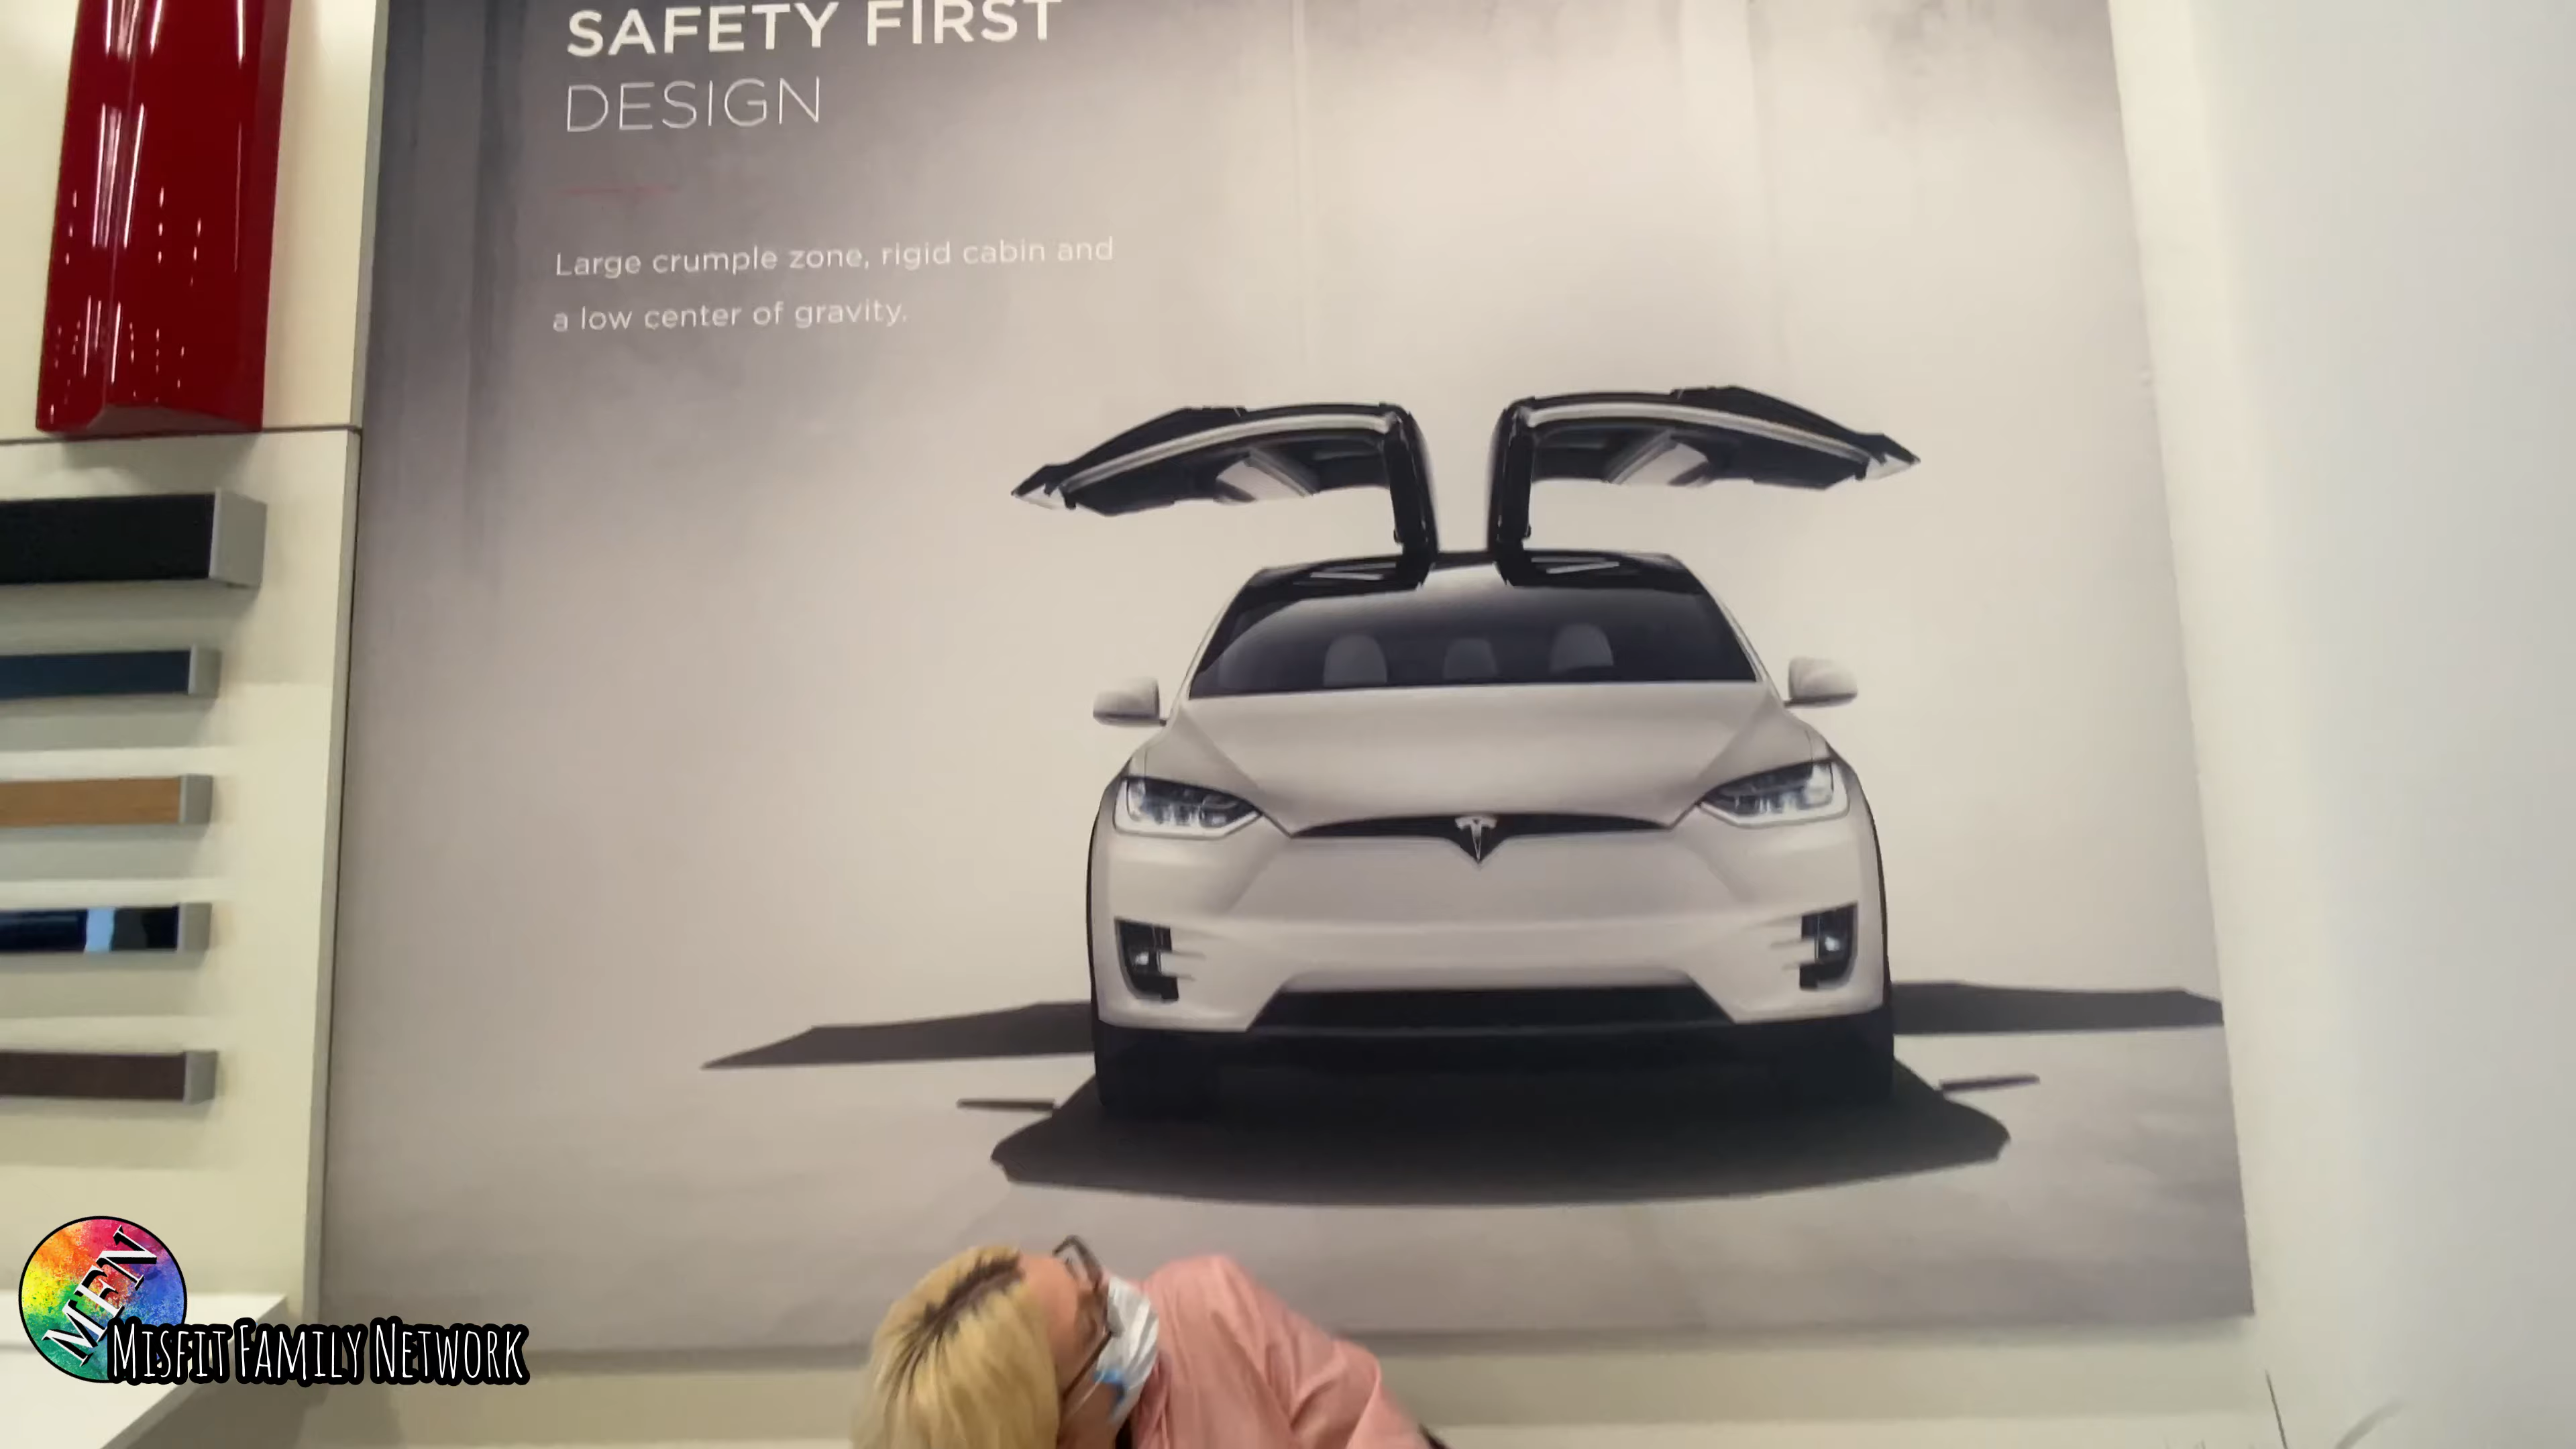 SAFETY FIRST
DESIGN
Large crumple zone, rigid cabin and
a low center of gravity.
MFN
MISFIT FAMILY NETWORK